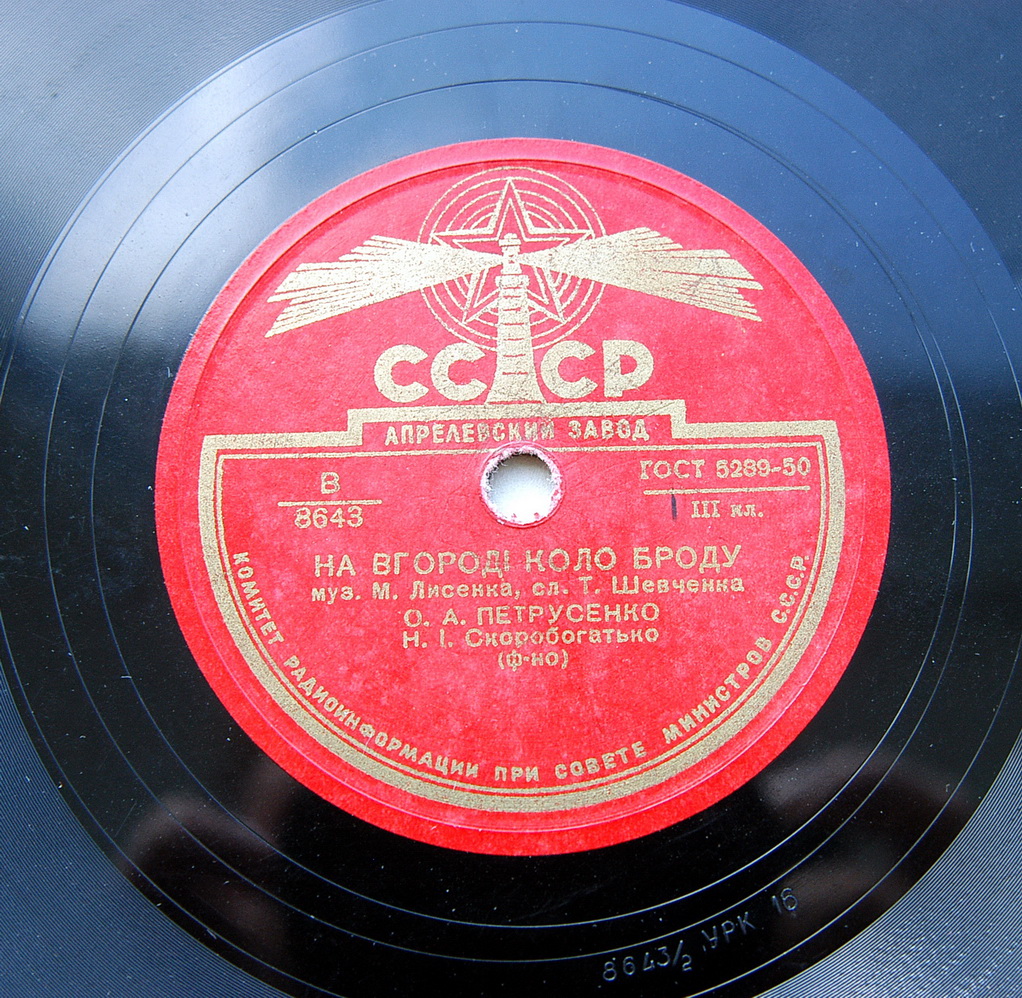 СССР
АПРЕЛЕВСКИЙ ЗАВОД
В
8643
ГОСТ 5289-50
III кл.
НА ВГОРОДІ КОЛО БРОДУ
муз. М. Лисенка, сл. Т. Шевченка
О. А. ПЕТРУСЕНКО
Н. І. Скоробогатько
(ф-но)
КОМИТЕТ РАДИОИНФОРМАЦИИ ПРИ СОВЕТЕ МИНИСТРОВ С.С.С.Р.
8643/2 УРК 16